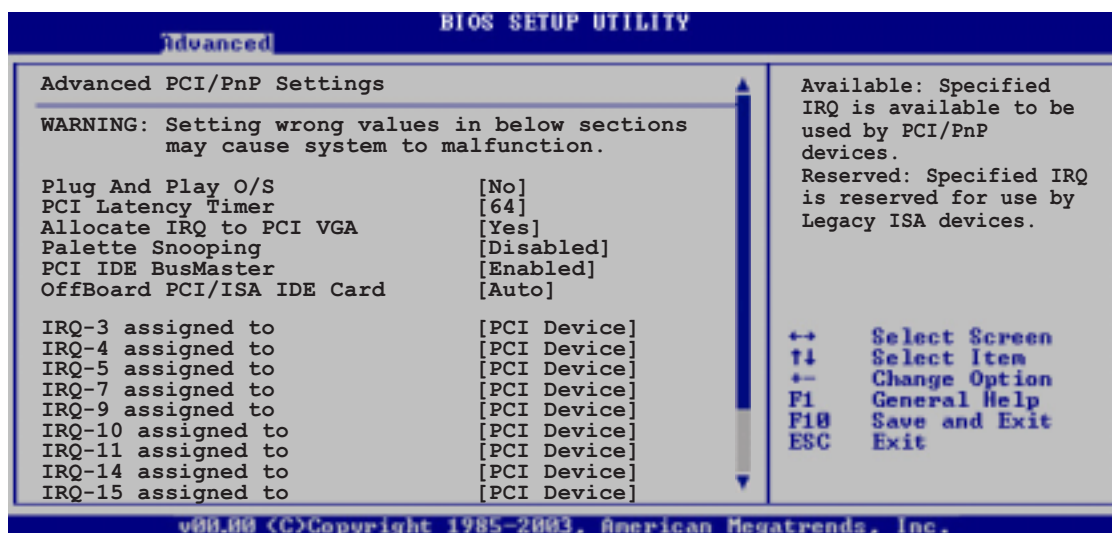 BIOS SETUP UTILITY
Advanced
Advanced PCI/PnP Settings
WARNING: Setting wrong values in below sections
may cause system to malfunction.
Plug And Play O/S [No]
PCI Latency Timer [64]
Allocate IRQ to PCI VGA [Yes]
Palette Snooping [Disabled]
PCI IDE BusMaster [Enabled]
OffBoard PCI/ISA IDE Card [Auto]
IRQ-3 assigned to [PCI Device]
IRQ-4 assigned to [PCI Device]
IRQ-5 assigned to [PCI Device]
IRQ-7 assigned to [PCI Device]
IRQ-9 assigned to [PCI Device]
IRQ-10 assigned to [PCI Device]
IRQ-11 assigned to [PCI Device]
IRQ-14 assigned to [PCI Device]
IRQ-15 assigned to [PCI Device]
Available: Specified
IRQ is available to be
used by PCI/PnP
devices.
Reserved: Specified IRQ
is reserved for use by
Legacy ISA devices.
←→ Select Screen
↑↓ Select Item
+- Change Option
F1 General Help
F10 Save and Exit
ESC Exit
v00.00 (C)Copyright 1985-2003, American Megatrends, Inc.